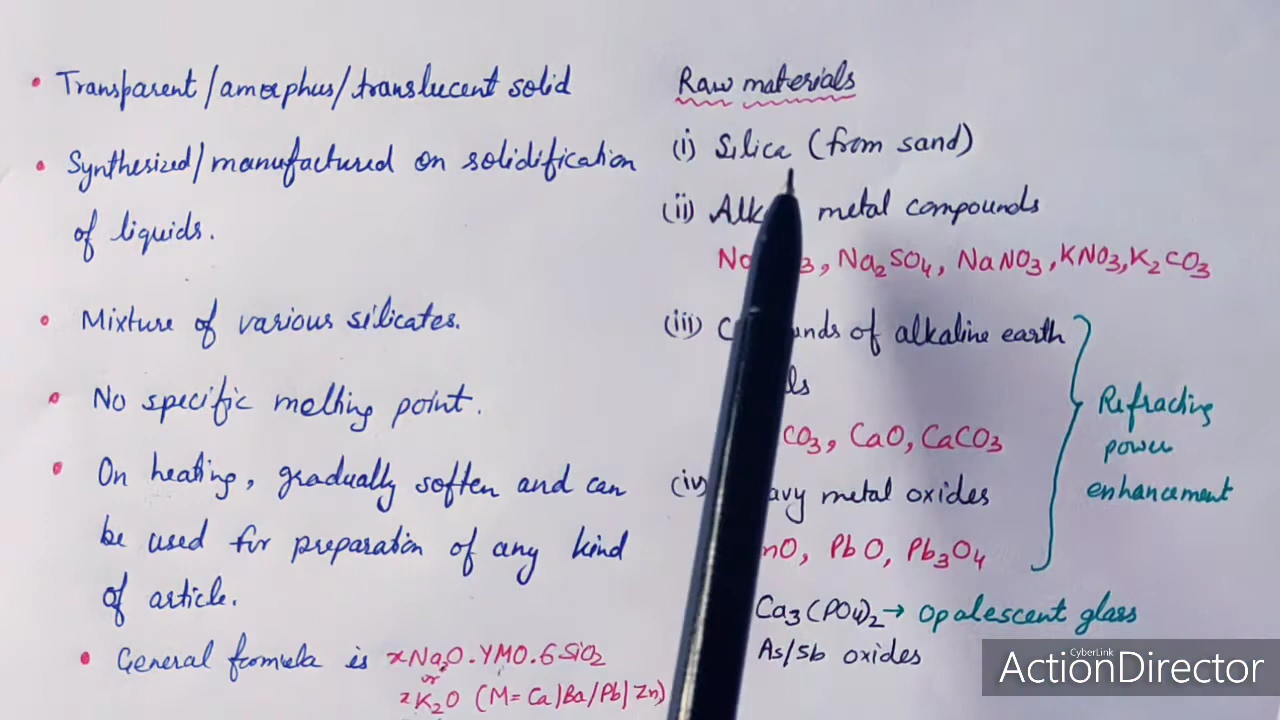 • Transparent/amorphus/translucent solid
• Synthesized/manufactured on solidification
of liquids.
• Mixture of various silicates.
• No specific melting point.
• On heating, gradually soften and can
be used for preparation of any kind
of article.
• General formula is xNa2O.YMO.6SiO2
or
xK2O (M=Ca|Ba/Pb|Zn)
Raw materials
(i) Silica (from sand)
(ii) metal compounds
, Na2SO4, NaNO3, KNO3, K2CO3
(iii) of alkaline earth
CO3, CaO, CaCO3
(iv) metal oxides
PbO, Pb3O4
Refracting
power
enhancement
Ca3(PO4)2→ opalescent glass
As/Sb oxides
CyberLink
ActionDirector